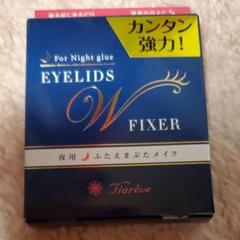 カンタン
強力!
For Night glue
EYELIDS
W
FIXER
夜用 ふたえまぶたメイク
Tiarêve